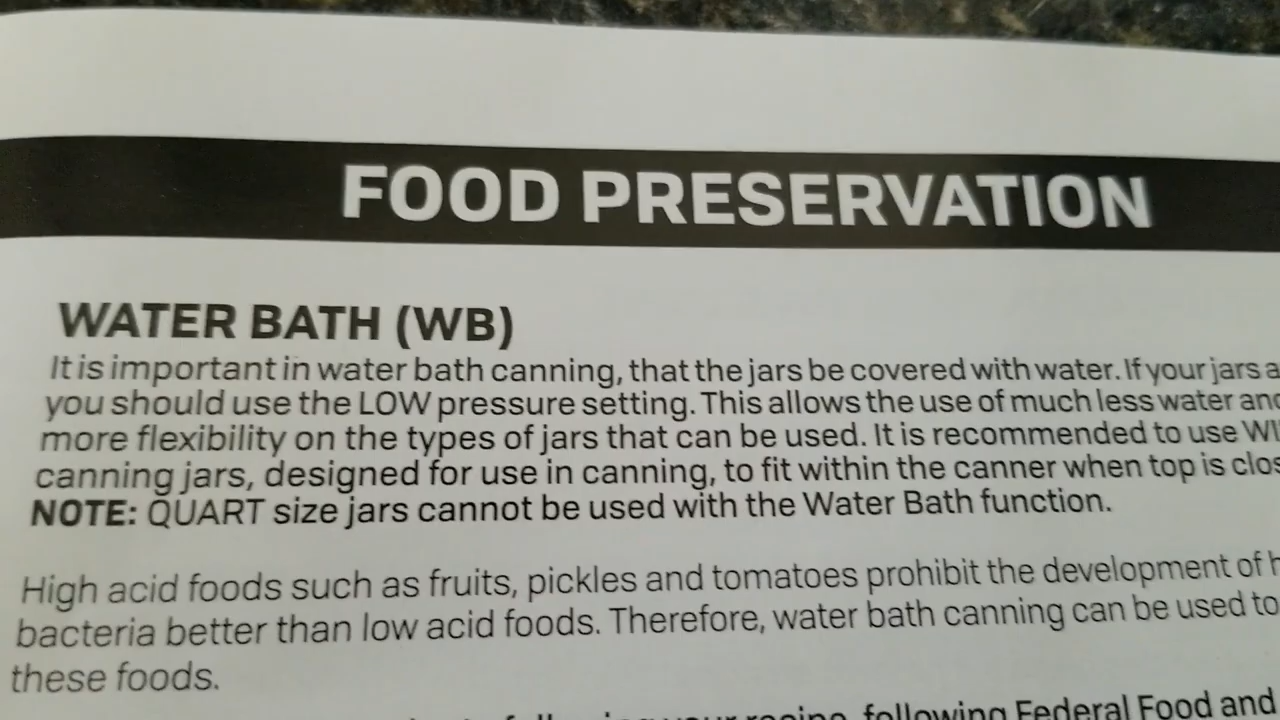 FOOD PRESERVATION
WATER BATH (WB)
It is important in water bath canning, that the jars be covered with water. If your jars
you should use the LOW pressure setting. This allows the use of much less water and
more flexibility on the types of jars that can be used. It is recommended to use
canning jars, designed for use in canning, to fit within the canner when top is
NOTE: QUART size jars cannot be used with the Water Bath function.
High acid foods such as fruits, pickles and tomatoes prohibit the development of
bacteria better than low acid foods. Therefore, water bath canning can be used to
these foods.
your recipe, following Federal Food and